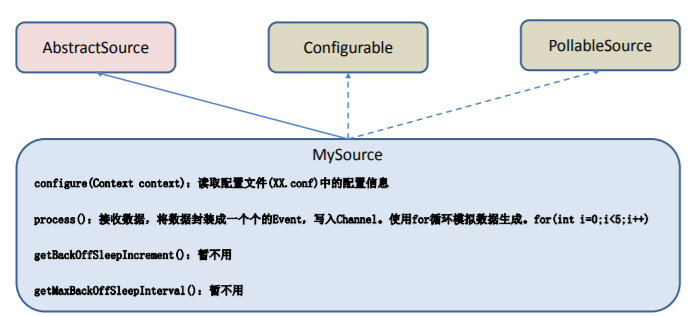 AbstractSource
Configurable
PollableSource
MySource
configure(Context context): 读取配置文件(XX.conf)中的配置信息
process(): 接收数据，将数据封装成一个个的Event，写入Channel。使用for循环模拟数据生成。for(int i=0;i<5;i++)
getBackOffSleepIncrement(): 暂不用
getMaxBackOffSleepInterval(): 暂不用